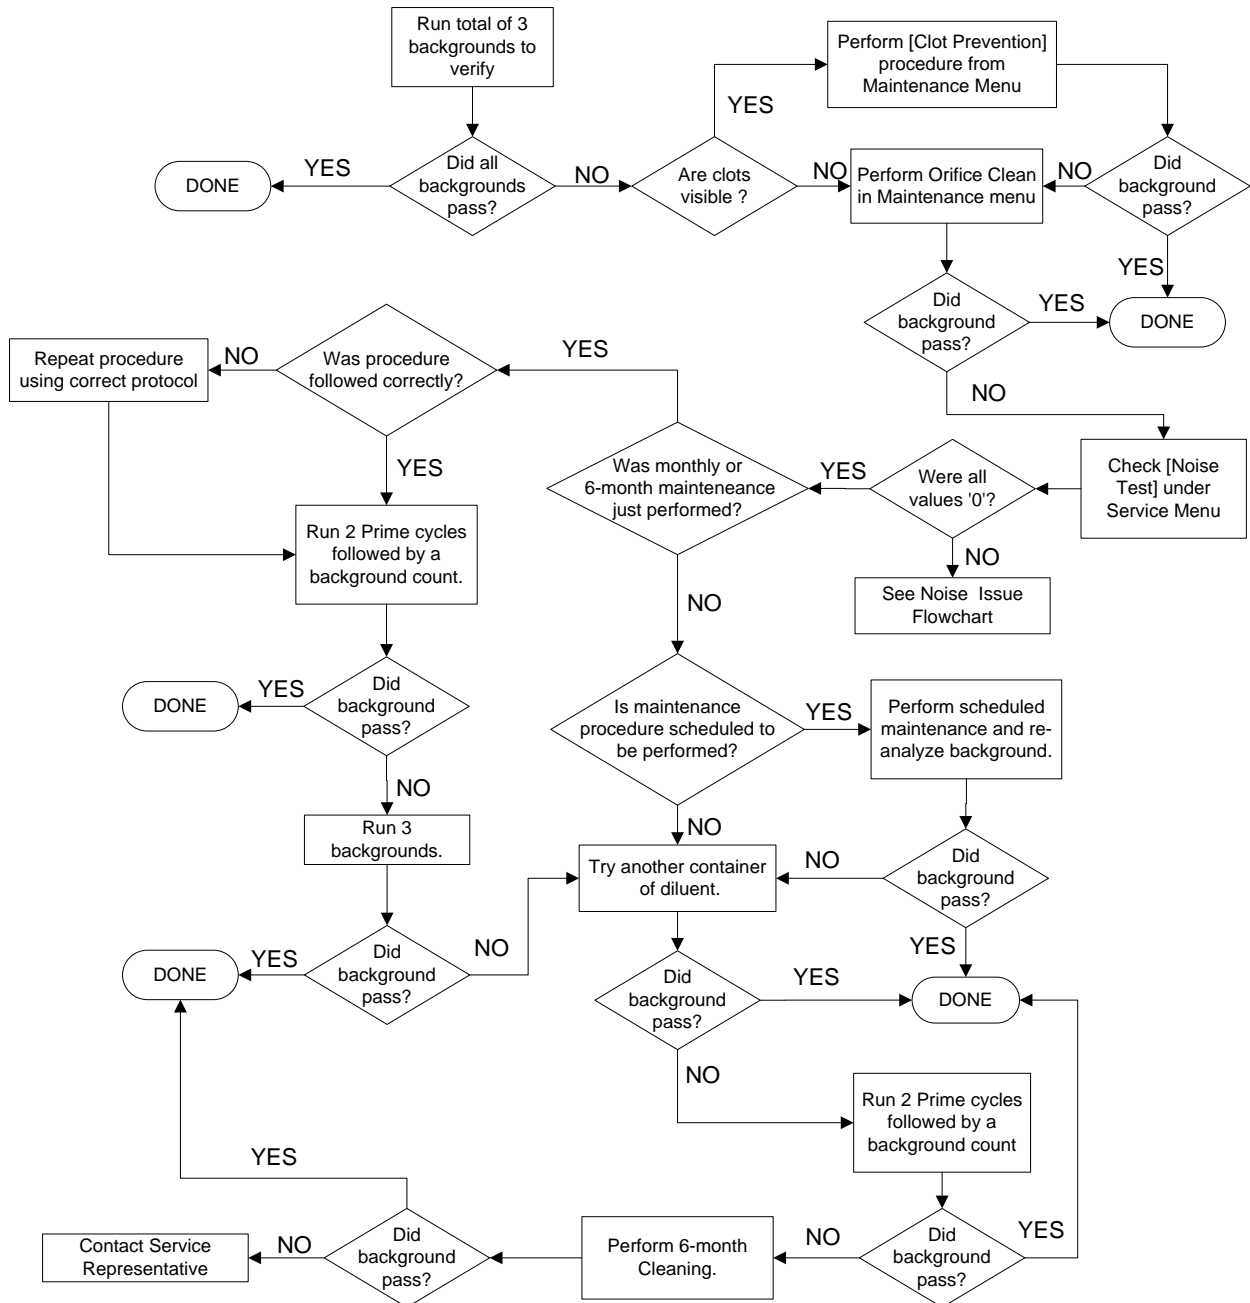 Run total of 3
backgrounds to
verify
Perform [Clot Prevention]
procedure from
Maintenance Menu
YES
DONE
YES
Did all
backgrounds
pass?
NO
Are clots
visible ?
NO
Perform Orifice Clean
in Maintenance menu
NO
Did
background
pass?
YES
Did
background
pass?
YES
DONE
NO
Repeat procedure
using correct protocol
NO
Was procedure
followed correctly?
YES
YES
Was monthly or
6-month mainteneance
just performed?
YES
Were all
values '0'?
Check [Noise
Test] under
Service Menu
NO
See Noise Issue
Flowchart
Run 2 Prime cycles
followed by a
background count.
NO
DONE
YES
Did
background
pass?
Is maintenance
procedure scheduled to
be performed?
YES
Perform scheduled
maintenance and re-
analyze background.
NO
Run 3
backgrounds.
NO
Try another container
of diluent.
NO
Did
background
pass?
DONE
YES
Did
background
pass?
NO
YES
Did
background
pass?
YES
DONE
NO
Run 2 Prime cycles
followed by a
background count
YES
Contact Service
Representative
NO
Did
background
pass?
Perform 6-month
Cleaning.
NO
Did
background
pass?
YES